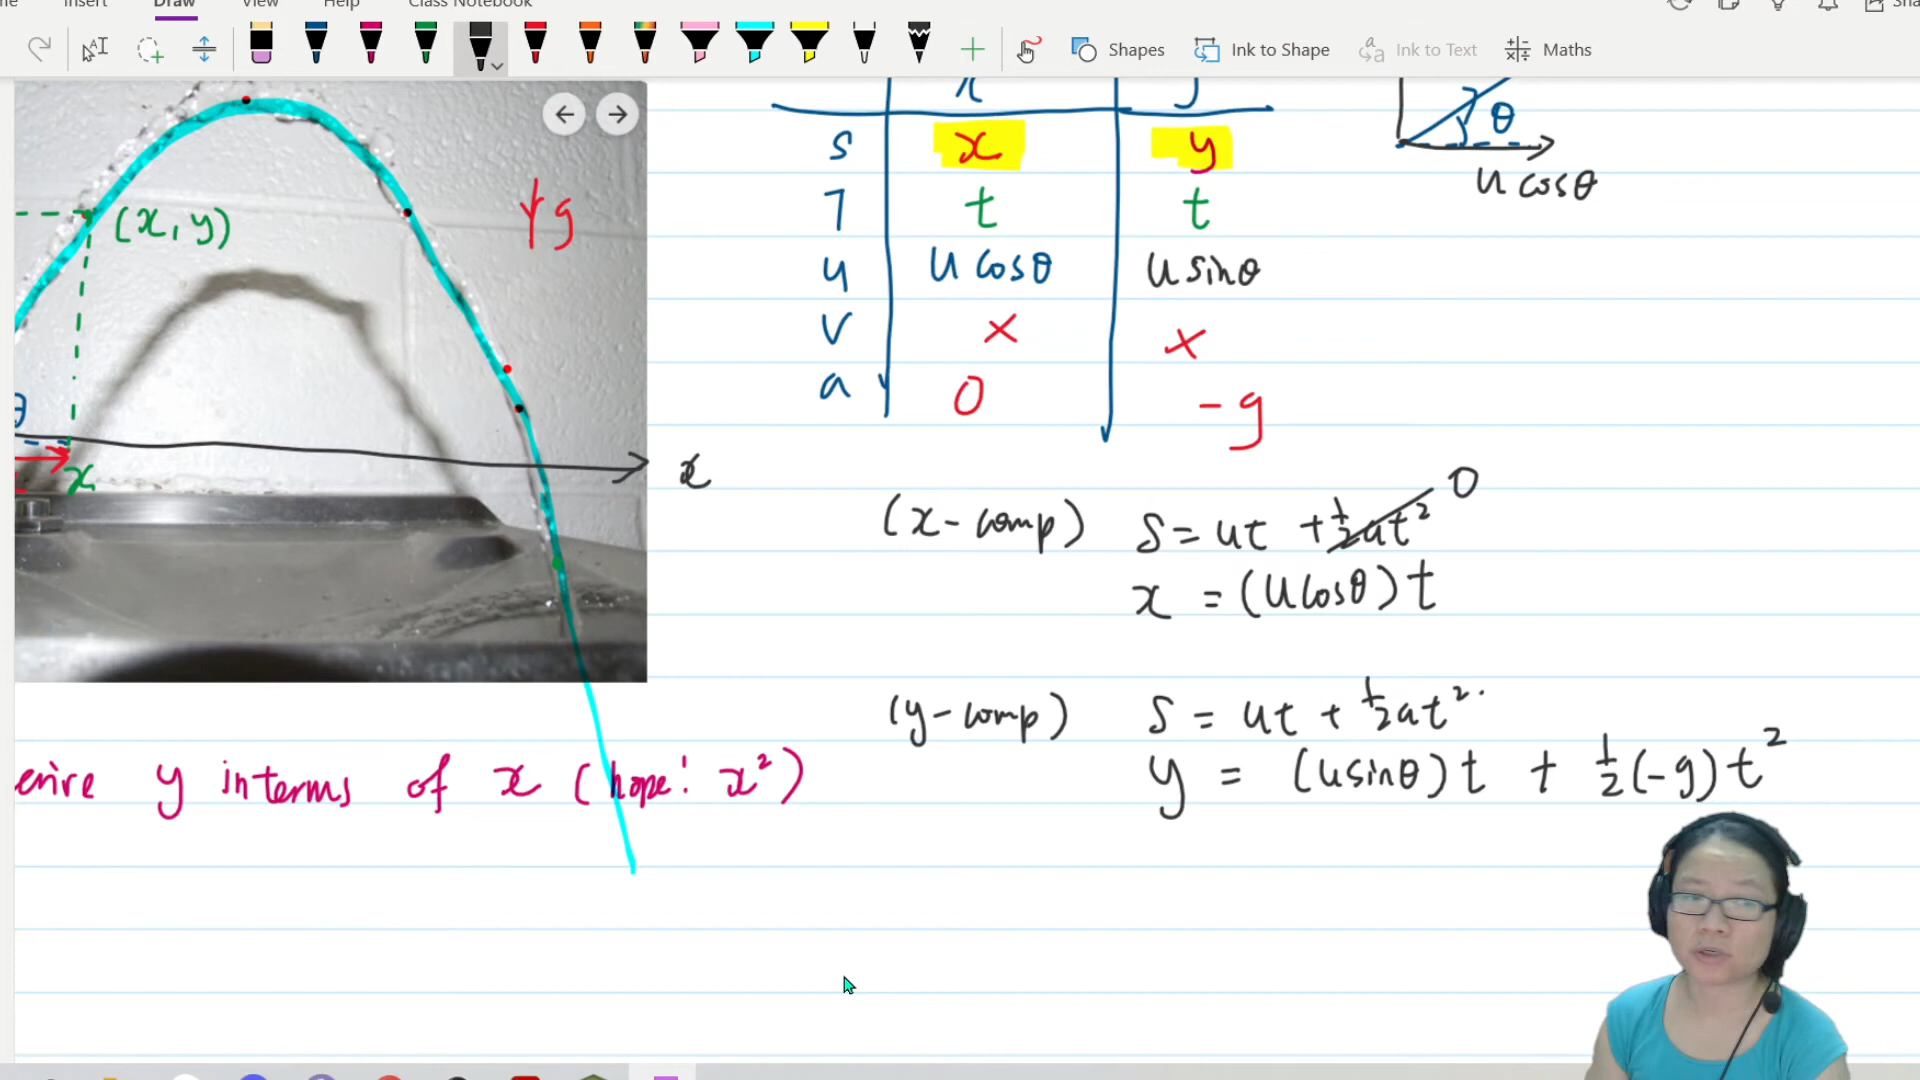 Insert Draw View Help Class Notebook
Shapes Ink to Shape Ink to Text Maths
x y
s x y
T t t
u u cosθ u sinθ
v × ×
a 0 -g
θ
u cosθ
(x, y)
g
θ
x
x
(x-comp) s = ut + ½at² 0
x = (u cosθ) t
(y-comp) s = ut + ½at².
y = (u sinθ) t + ½(-g) t²
y in terms of x (hope: x²)